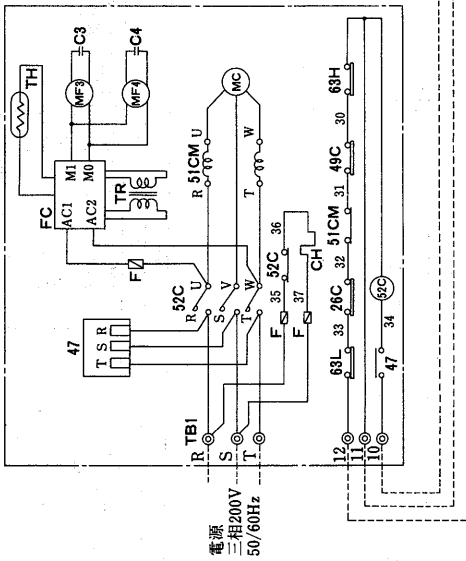 電源
三相200V
50/60Hz
TB1
R
S
T
12
11
10
47
T S R
F
52C
R U
S V
T W
FC
AC1
AC2
M1
M0
TR
TH
MF3
C3
MF4
C4
51CM
R U
T W
MC
F 35 52C 36
F 37 CH
63L 33 26C 32 51CM 31 49C 30 63H
47 34 52C